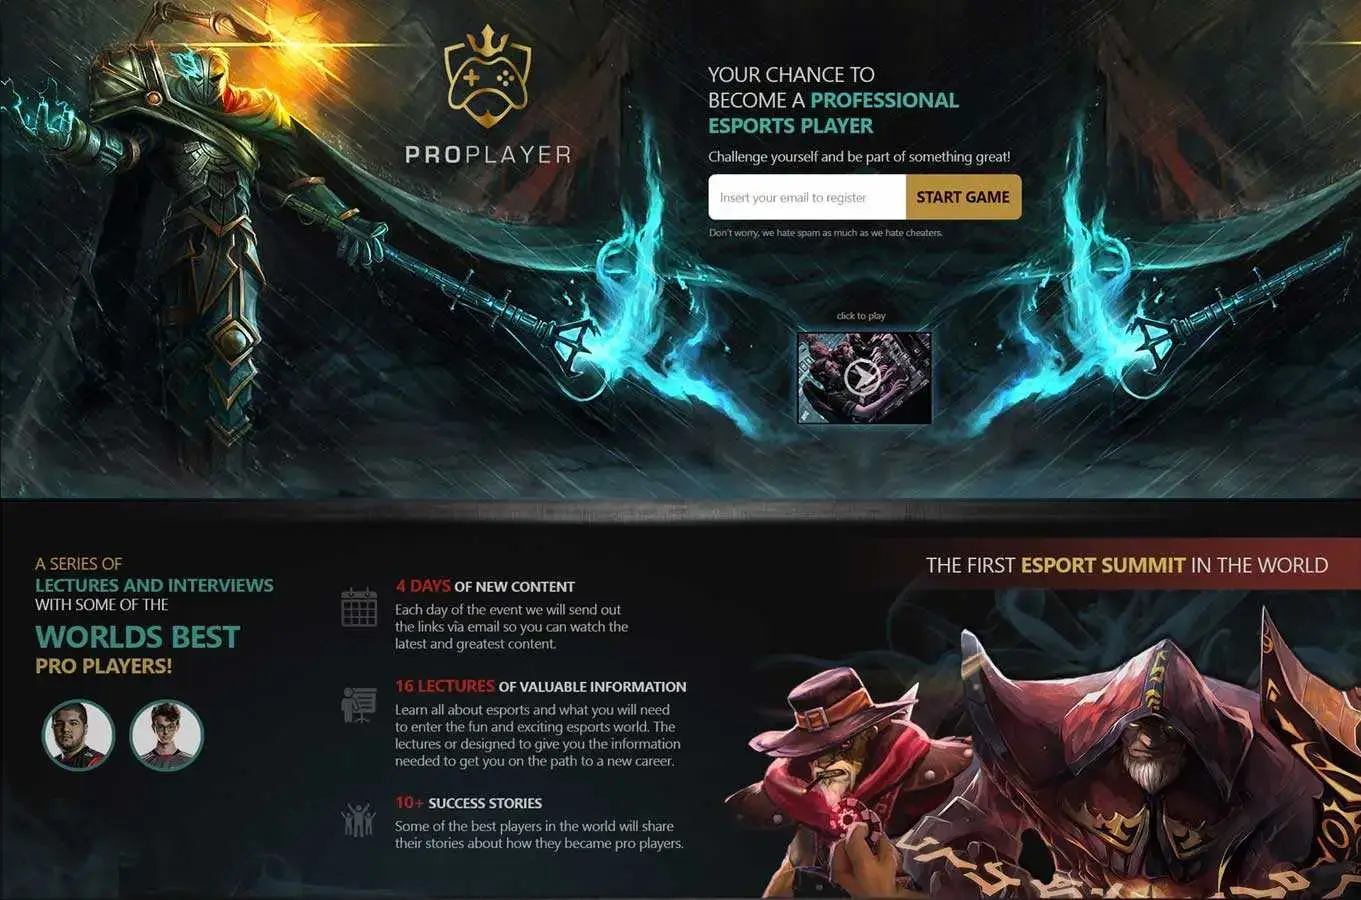 PROPLAYER
YOUR CHANCE TO
BECOME A PROFESSIONAL
ESPORTS PLAYER
Challenge yourself and be part of something great!
Insert your email to register
START GAME
Don't worry, we hate spam as much as we hate cheaters.
click to play
A SERIES OF
LECTURES AND INTERVIEWS
WITH SOME OF THE
WORLDS BEST
PRO PLAYERS!
4 DAYS OF NEW CONTENT
Each day of the event we will send out
the links via email so you can watch the
latest and greatest content.
16 LECTURES OF VALUABLE INFORMATION
Learn all about esports and what you will need
to enter the fun and exciting esports world. The
lectures or designed to give you the information
needed to get you on the path to a new career.
10+ SUCCESS STORIES
Some of the best players in the world will share
their stories about how they became pro players.
THE FIRST ESPORT SUMMIT IN THE WORLD